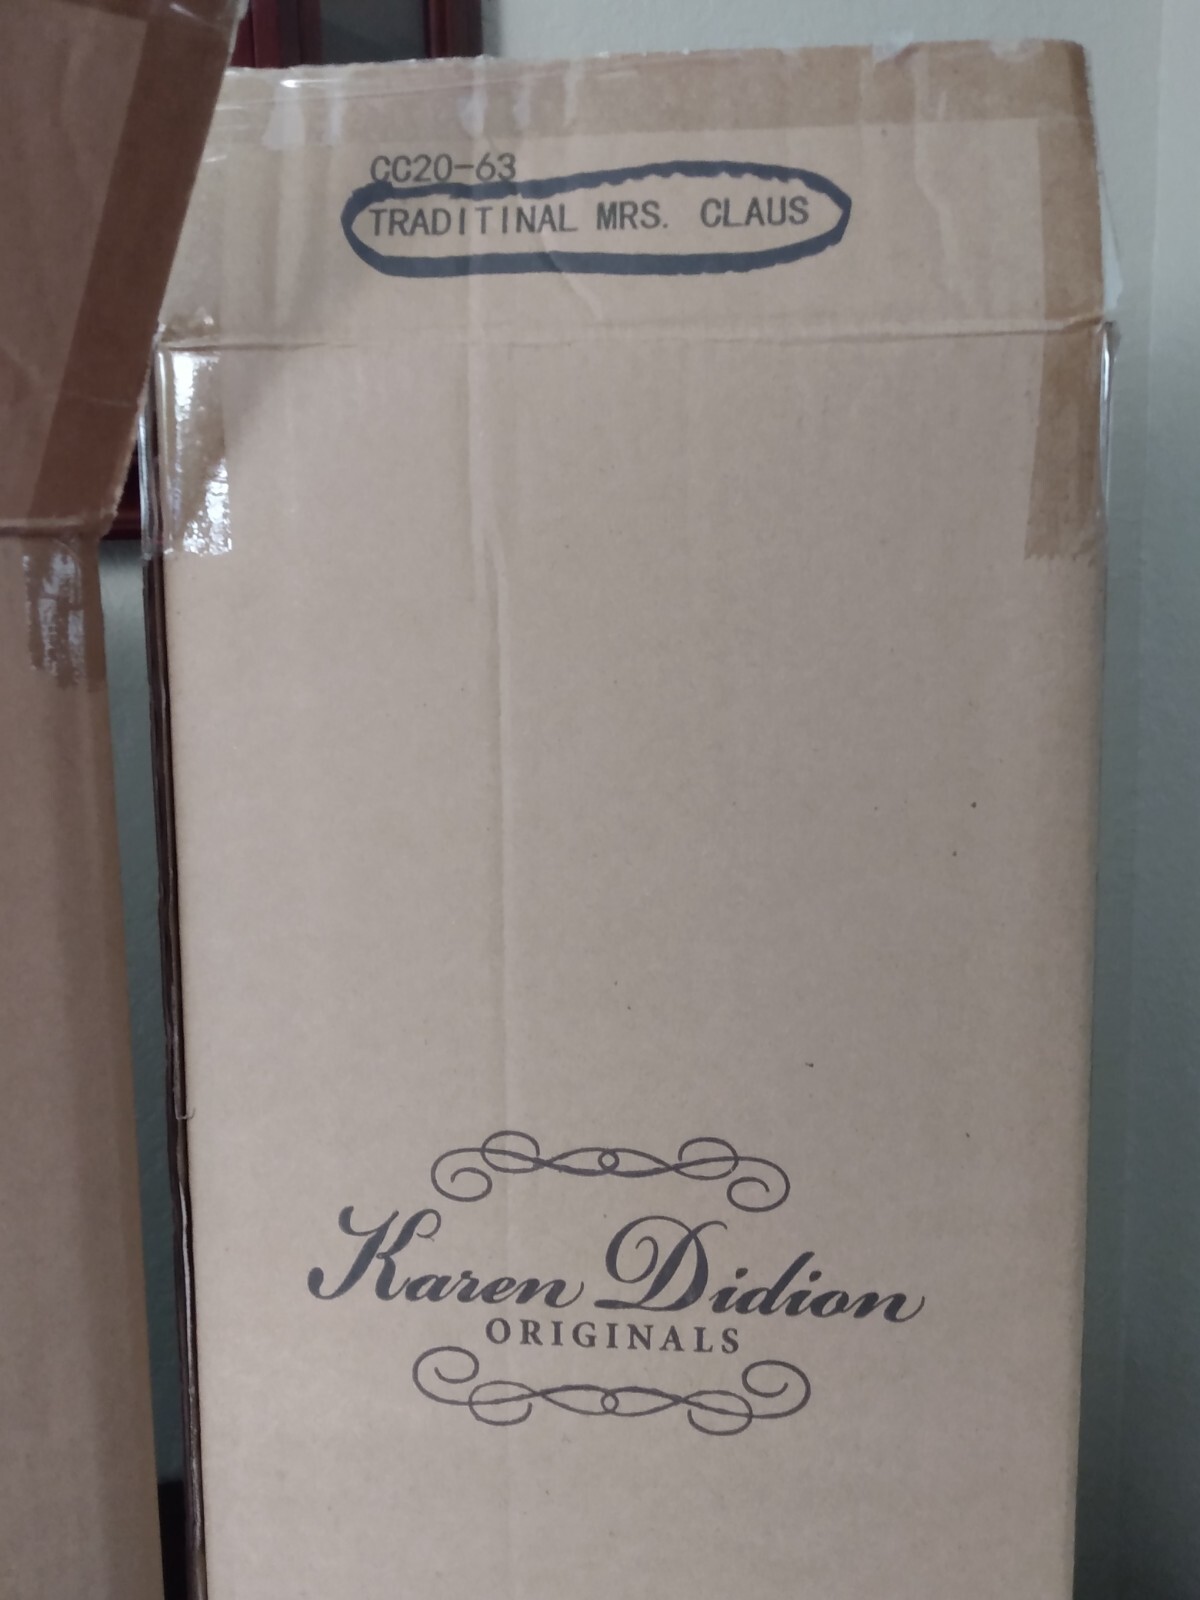 CC20-63
TRADITINAL MRS. CLAUS
Karen Didion
ORIGINALS